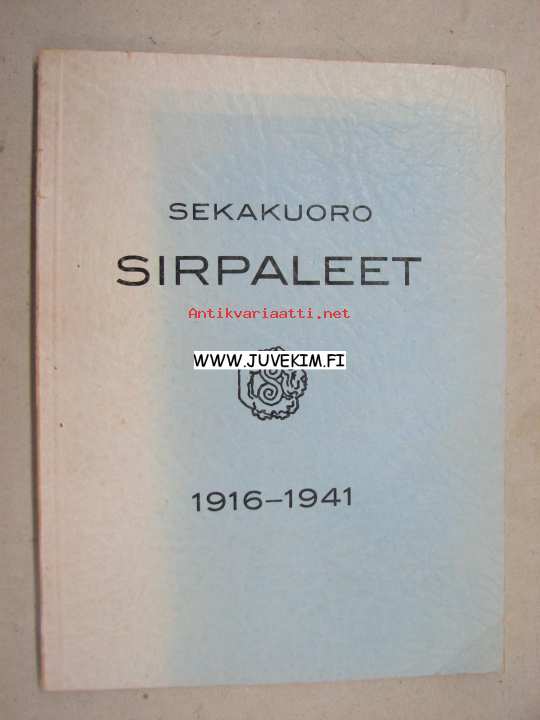 SEKAKUORO
SIRPALEET
Antikvariaatti.net
WWW.JUVEKIM.FI
1916–1941